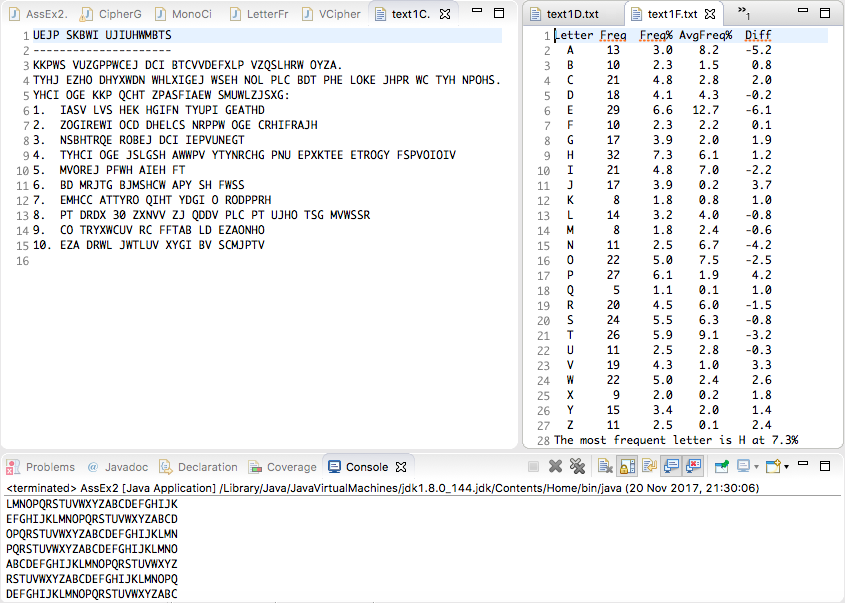 AssEx2. CipherG MonoCi LetterFr VCipher text1C.
1 UEJP SKBWI UJIUHWMBTS
2 ---------------------
3 KKPWS VUZGPPWCEJ DCI BTCVVDEFXLP VZQSLHRW OYZA.
4 TYHJ EZHO DHYXWDN WHLXIGEJ WSEH NOL PLC BDT PHE LOKE JHPR WC TYH NPOHS.
5 YHCI OGE KKP QCHT ZPASFIAEW SMUWLZJSXG:
6 1. IASV LVS HEK HGIFN TYUPI GEATHD
7 2. ZOGIREWI OCD DHELCS NRPPW OGE CRHIFRAJH
8 3. NSBHTRQE ROBEJ DCI IEPVUNEGT
9 4. TYHCI OGE JSLGSH AWWPV YTYNRCHG PNU EPXKTEE ETROGY FSPVOIOIV
10 5. MVOREJ PFWH AIEH FT
11 6. BD MRJTG BJMSHCW APY SH FWSS
12 7. EMHCC ATTYRO QIHT YDGI O RODPPRH
13 8. PT DRDX 30 ZXNVV ZJ QDDV PLC PT UJHO TSG MVWSSR
14 9. CO TRYXWCUV RC FFTAB LD EZAONHO
15 10. EZA DRWL JWTLUV XYGI BV SCMJPTV
16
text1D.txt text1F.txt »1
1 Letter Freq Freq% AvgFreq% Diff
2 A 13 3.0 8.2 -5.2
3 B 10 2.3 1.5 0.8
4 C 21 4.8 2.8 2.0
5 D 18 4.1 4.3 -0.2
6 E 29 6.6 12.7 -6.1
7 F 10 2.3 2.2 0.1
8 G 17 3.9 2.0 1.9
9 H 32 7.3 6.1 1.2
10 I 21 4.8 7.0 -2.2
11 J 17 3.9 0.2 3.7
12 K 8 1.8 0.8 1.0
13 L 14 3.2 4.0 -0.8
14 M 8 1.8 2.4 -0.6
15 N 11 2.5 6.7 -4.2
16 O 22 5.0 7.5 -2.5
17 P 27 6.1 1.9 4.2
18 Q 5 1.1 0.1 1.0
19 R 20 4.5 6.0 -1.5
20 S 24 5.5 6.3 -0.8
21 T 26 5.9 9.1 -3.2
22 U 11 2.5 2.8 -0.3
23 V 19 4.3 1.0 3.3
24 W 22 5.0 2.4 2.6
25 X 9 2.0 0.2 1.8
26 Y 15 3.4 2.0 1.4
27 Z 11 2.5 0.1 2.4
28 The most frequent letter is H at 7.3%
Problems @ Javadoc Declaration Coverage Console
<terminated> AssEx2 [Java Application] /Library/Java/JavaVirtualMachines/jdk1.8.0_144.jdk/Contents/Home/bin/java (20 Nov 2017, 21:30:06)
LMNOPQRSTUVWXYZABCDEFGHIJK
EFGHIJKLMNOPQRSTUVWXYZABCD
OPQRSTUVWXYZABCDEFGHIJKLMN
PQRSTUVWXYZABCDEFGHIJKLMNO
ABCDEFGHIJKLMNOPQRSTUVWXYZ
RSTUVWXYZABCDEFGHIJKLMNOPQ
DEFGHIJKLMNOPQRSTUVWXYZABC